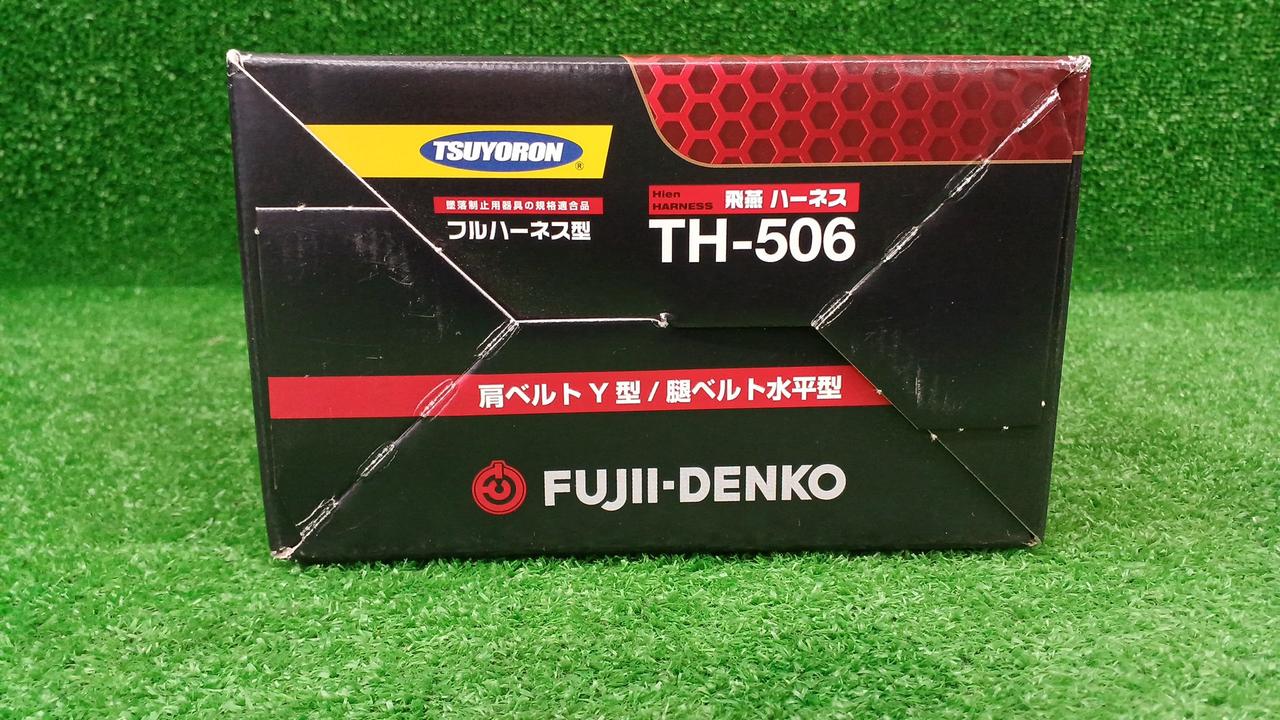 TSUYORON®
墜落制止用器具の規格適合品
フルハーネス型
Hien
HARNESS 飛燕 ハーネス
TH-506
肩ベルト Y 型 / 腿ベルト水平型
FUJII-DENKO